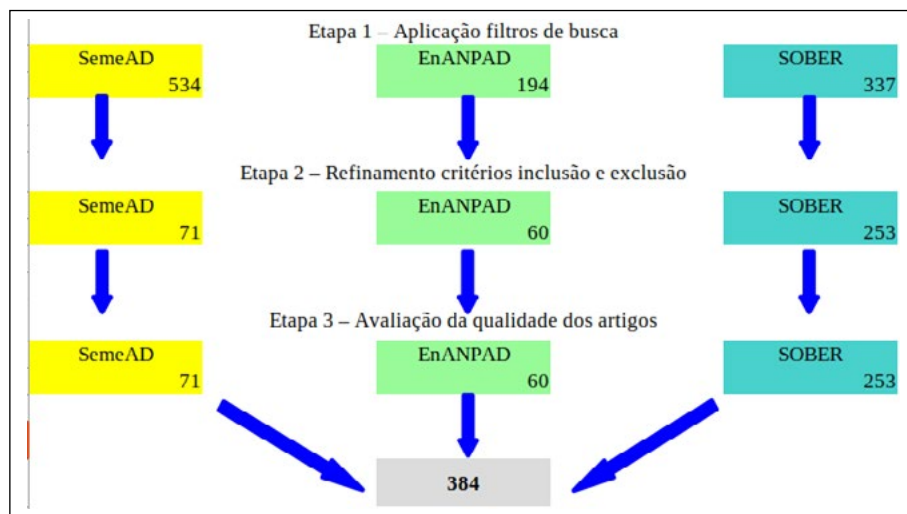 Etapa 1 – Aplicação filtros de busca
SemeAD
534
EnANPAD
194
SOBER
337
Etapa 2 – Refinamento critérios inclusão e exclusão
SemeAD
71
EnANPAD
60
SOBER
253
Etapa 3 – Avaliação da qualidade dos artigos
SemeAD
71
EnANPAD
60
SOBER
253
384